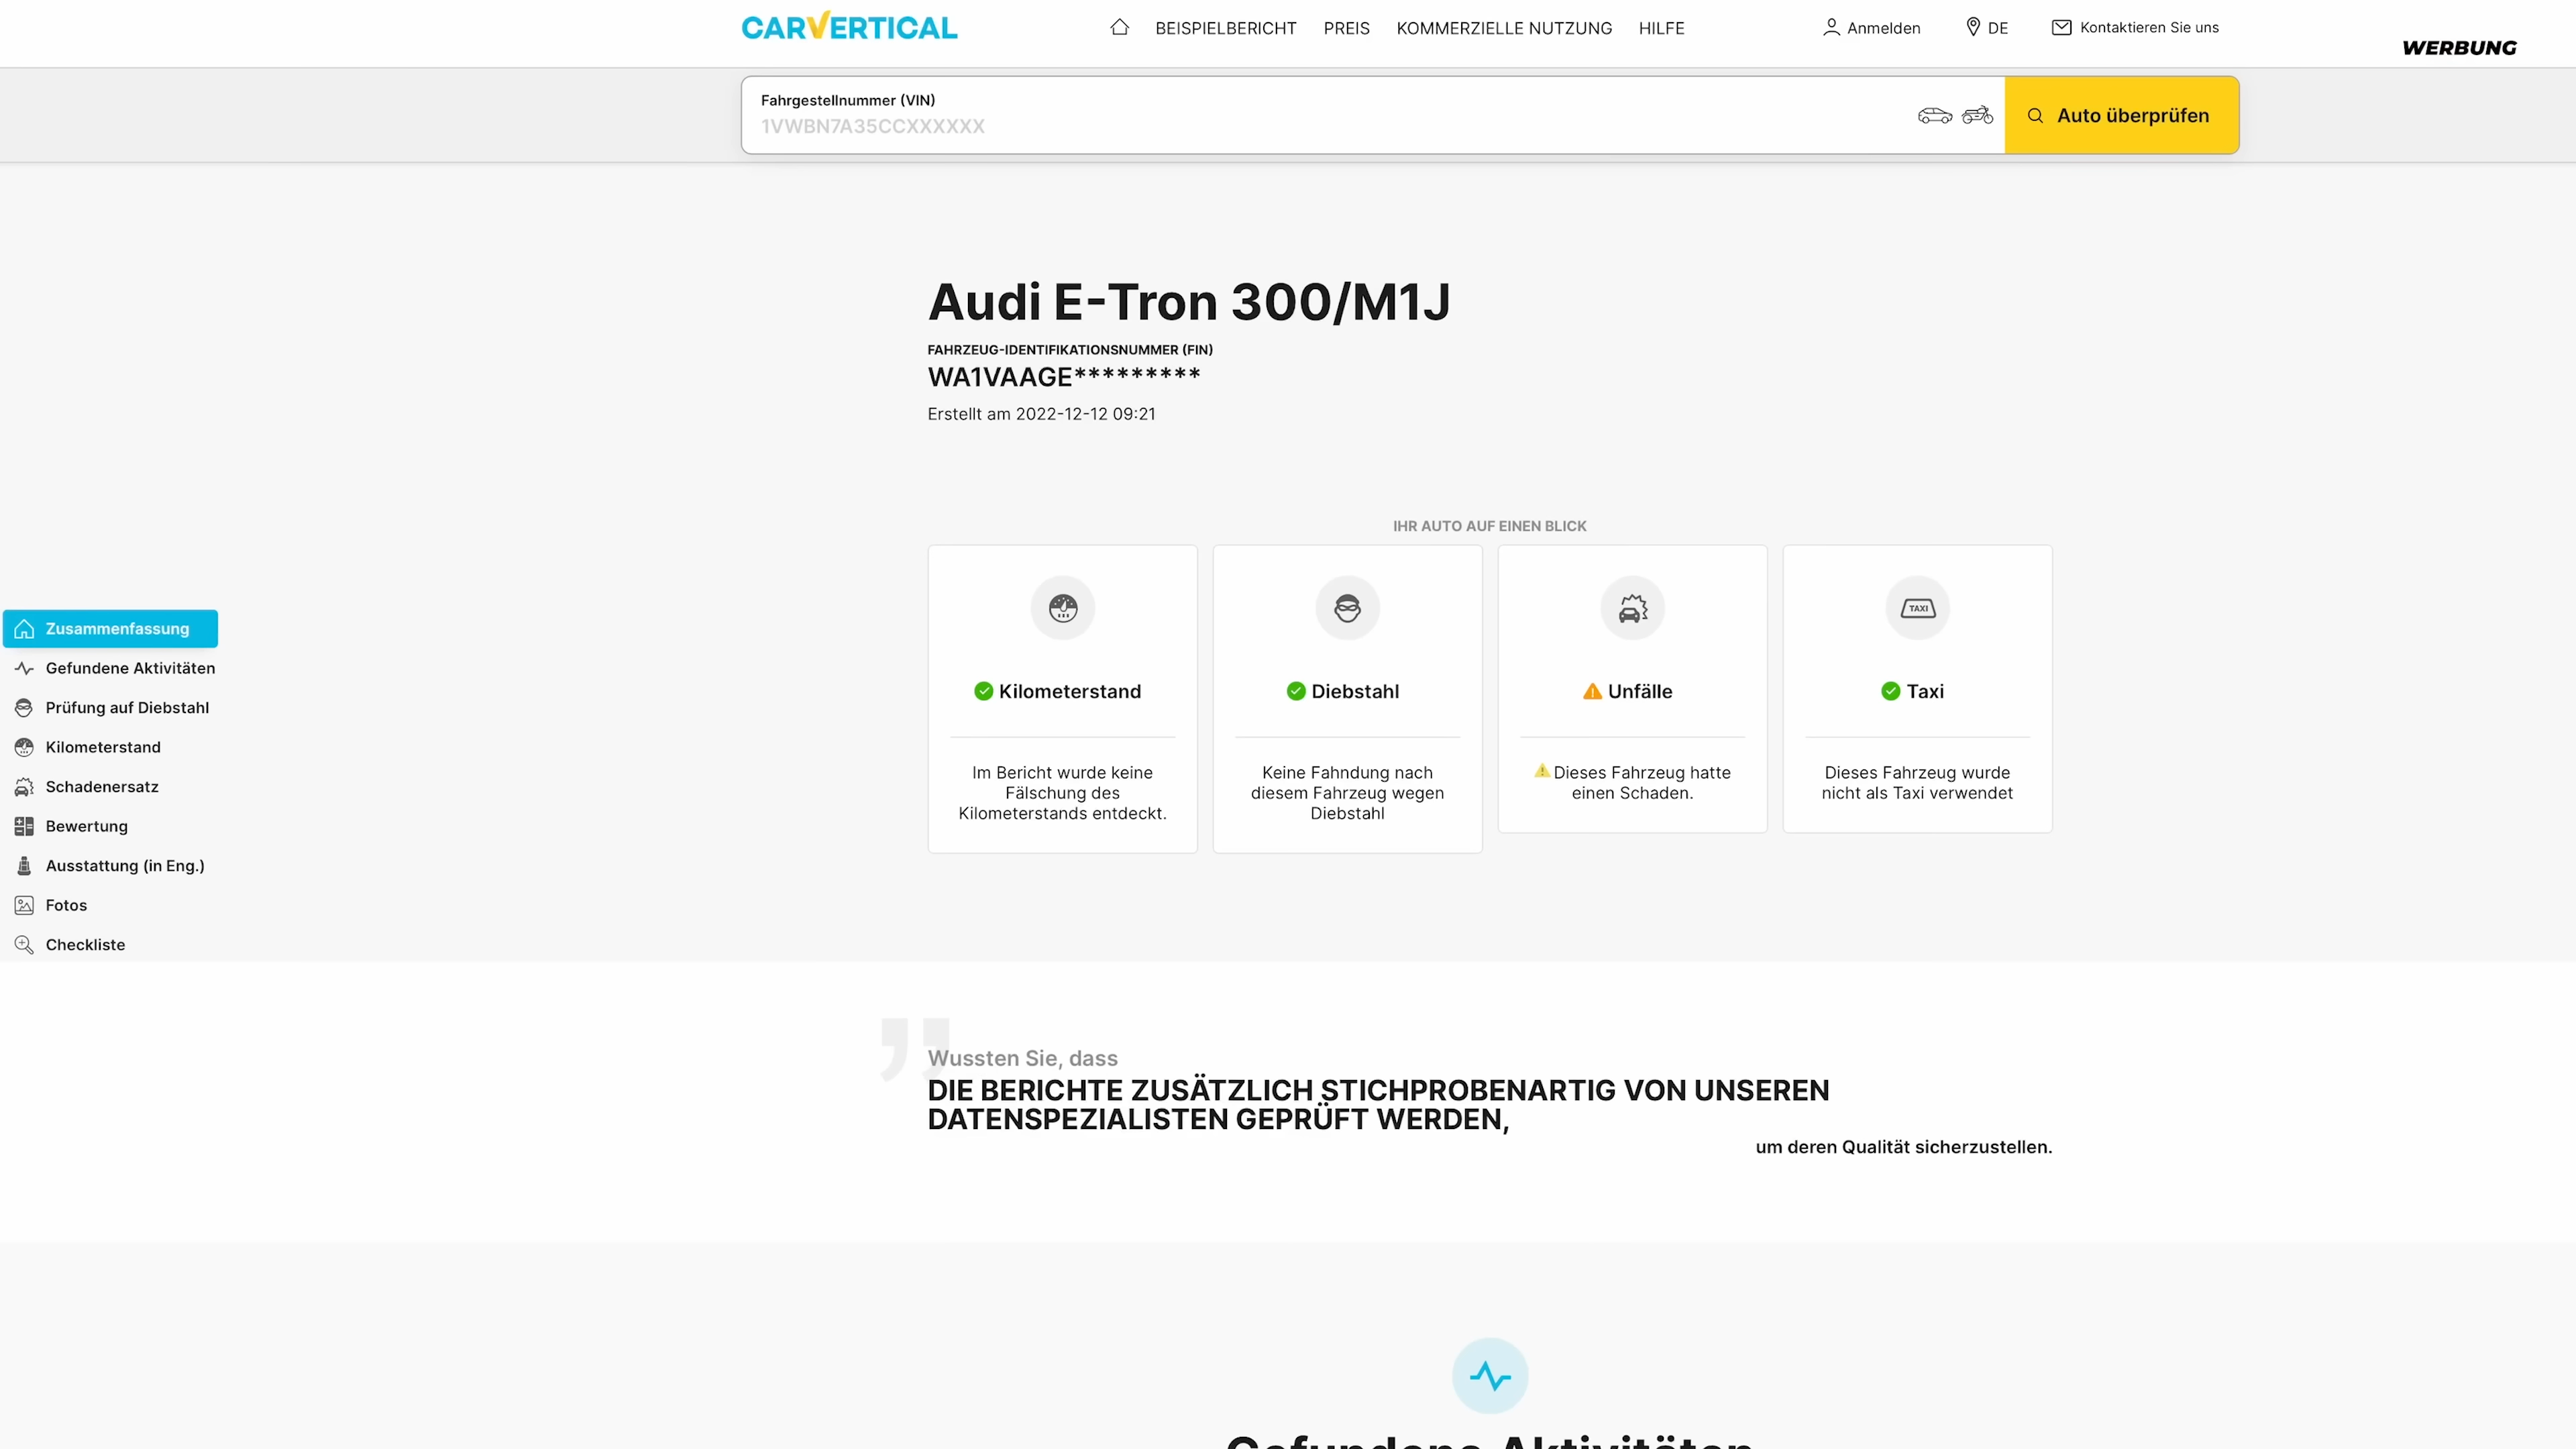 CARVERTICAL
BEISPIELBERICHT
PREIS
KOMMERZIELLE NUTZUNG
HILFE
Anmelden
DE
Kontaktieren Sie uns
WERBUNG
Fahrgestellnummer (VIN)
1VWBN7A35CCXXXXXX
Auto überprüfen
Audi E-Tron 300/M1J
FAHRZEUG-IDENTIFIKATIONSNUMMER (FIN)
WA1VAAGE*********
Erstellt am 2022-12-12 09:21
IHR AUTO AUF EINEN BLICK
Kilometerstand
Im Bericht wurde keine
Fälschung des
Kilometerstands entdeckt.
Diebstahl
Keine Fahndung nach
diesem Fahrzeug wegen
Diebstahl
Unfälle
Dieses Fahrzeug hatte
einen Schaden.
TAXI
Taxi
Dieses Fahrzeug wurde
nicht als Taxi verwendet
Zusammenfassung
Gefundene Aktivitäten
Prüfung auf Diebstahl
Kilometerstand
Schadenersatz
Bewertung
Ausstattung (in Eng.)
Fotos
Checkliste
Wussten Sie, dass
DIE BERICHTE ZUSÄTZLICH STICHPROBENARTIG VON UNSEREN
DATENSPEZIALISTEN GEPRÜFT WERDEN,
um deren Qualität sicherzustellen.
Gefundene Aktivitäten